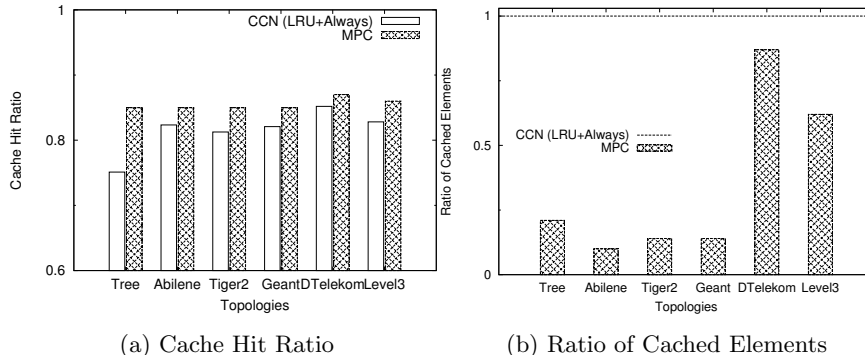 1
CCN (LRU+Always)
MPC
Cache Hit Ratio
0.8
0.6
Tree Abilene Tiger2 Geant DTelekom Level3
Topologies
(a) Cache Hit Ratio
1
Ratio of Cached Elements
CCN (LRU+Always)
MPC
0.5
0
Tree Abilene Tiger2 Geant DTelekom Level3
Topologies
(b) Ratio of Cached Elements